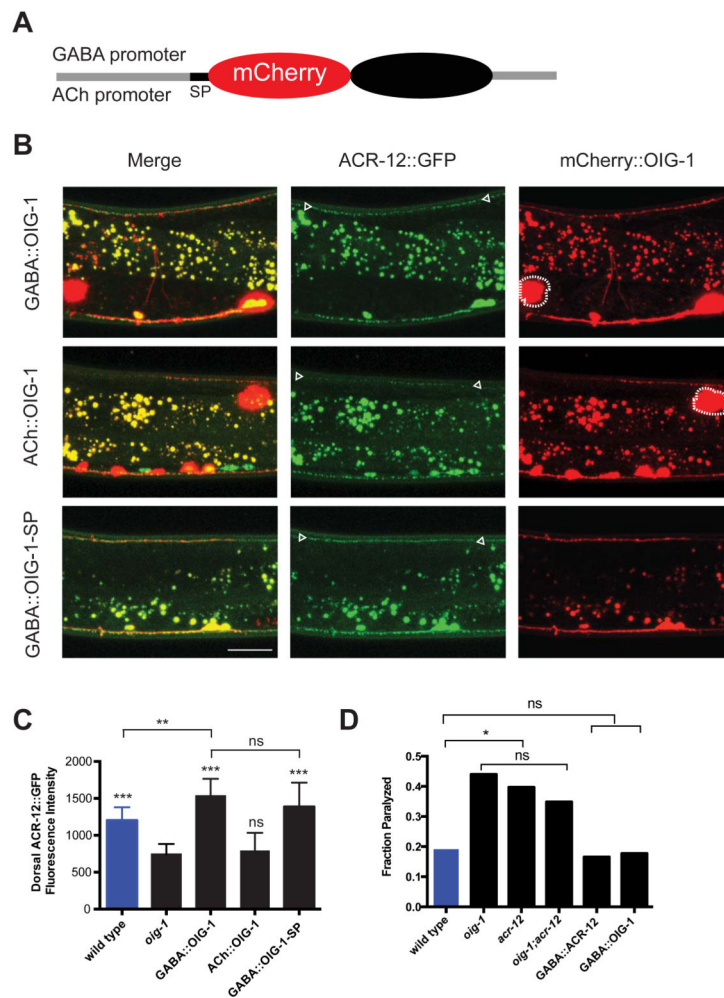 A
GABA promoter
ACh promoter
SP
mCherry
B
Merge
ACR-12::GFP
mCherry::OIG-1
GABA::OIG-1
ACh::OIG-1
GABA::OIG-1-SP
C
**
ns
***
***
ns
***
2000
1500
1000
500
0
Dorsal ACR-12::GFP
Fluorescence Intensity
wild type
oig-1
GABA::OIG-1
ACh::OIG-1
GABA::OIG-1-SP
D
ns
*
ns
0.5
0.4
0.3
0.2
0.1
0.0
Fraction Paralyzed
wild type
oig-1
acr-12
oig-1;acr-12
GABA::ACR-12
GABA::OIG-1